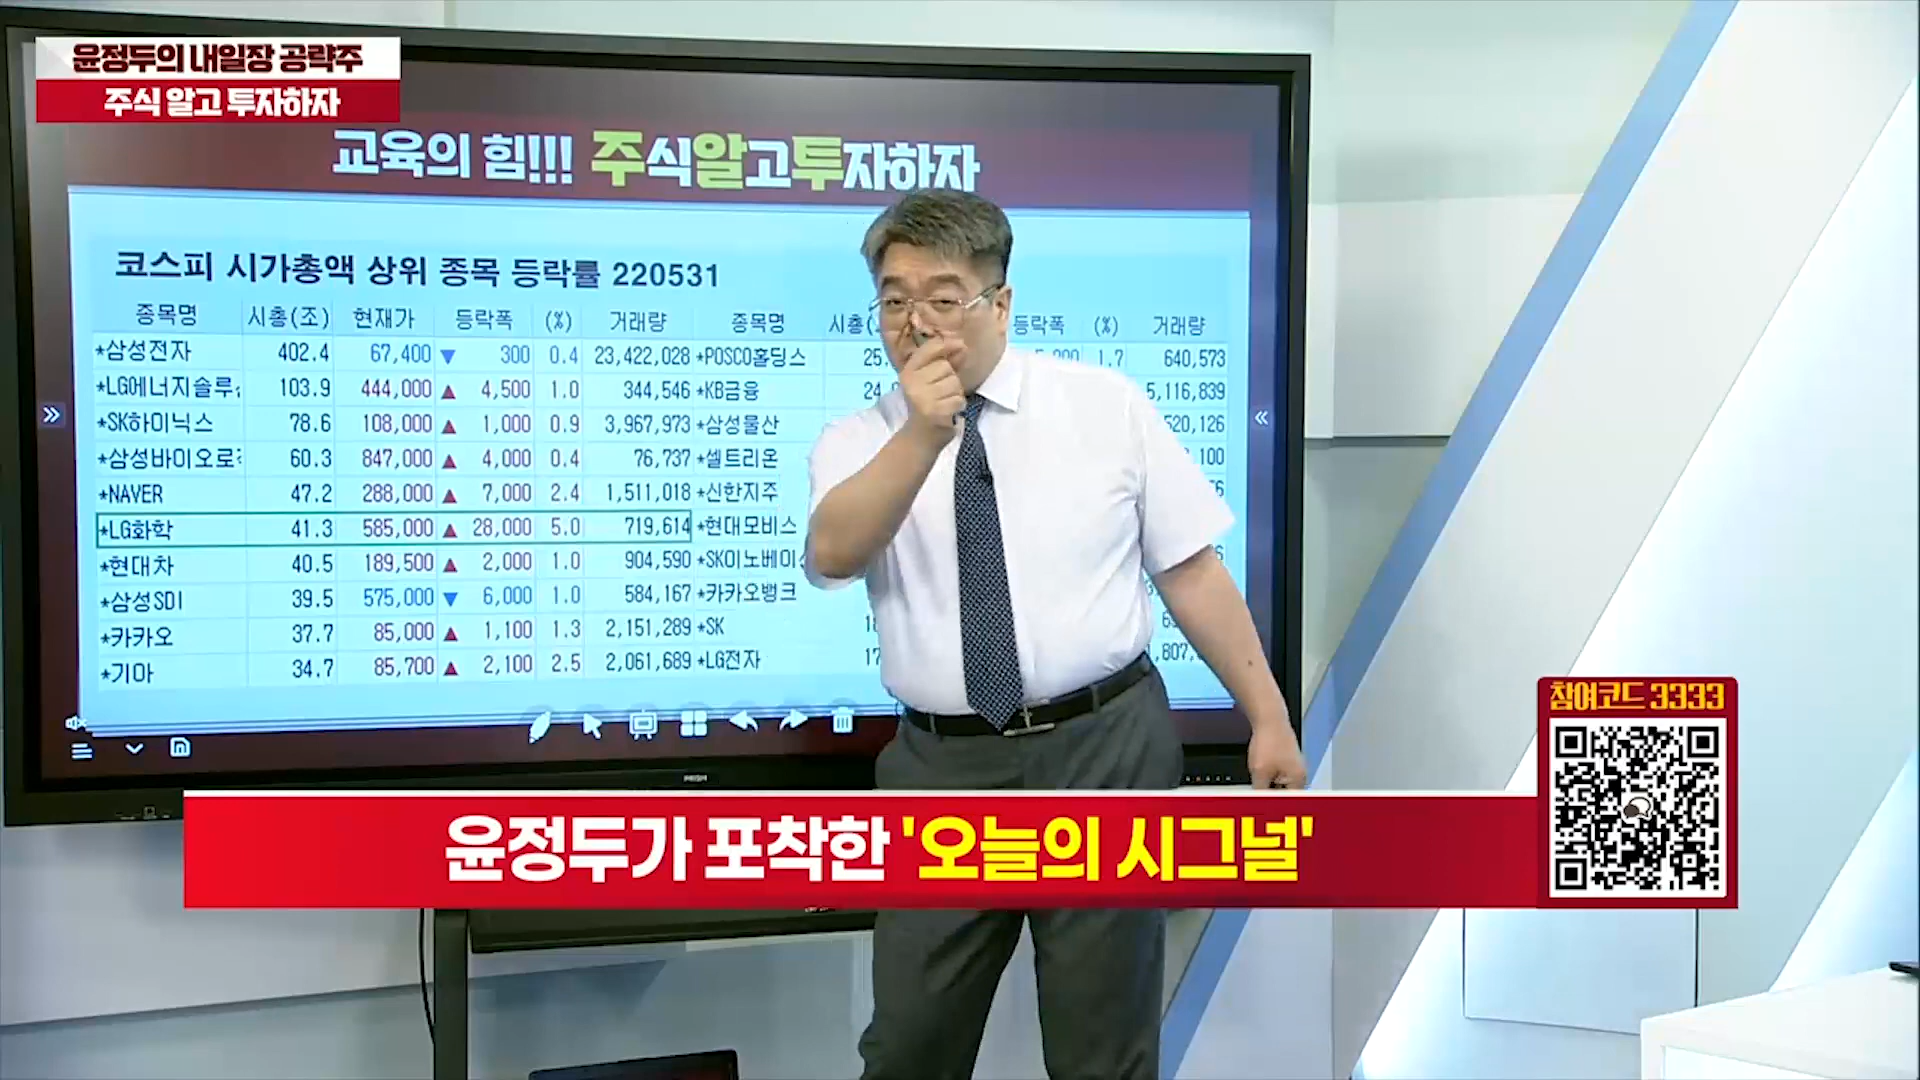 윤정두의 내일장 공략주
주식 알고 투자하자
교육의 힘!!! 주식알고투자하자
코스피 시가총액 상위 종목 등락률 220531
종목명 시총(조) 현재가 등락폭 (%) 거래량 종목명 등락폭 (%) 거래량
*삼성전자 402.4 67,400 ▼ 300 0.4 23,422,028 *POSCO홀딩스 1.7 640,573
*LG에너지솔루 103.9 444,000 ▲ 4,500 1.0 344,546 *KB금융 5,116,839
*SK하이닉스 78.6 108,000 ▲ 1,000 0.9 3,967,973 *삼성물산
*삼성바이오로 60.3 847,000 ▲ 4,000 0.4 76,737 *셀트리온
*NAVER 47.2 288,000 ▲ 7,000 2.4 1,511,018 *신한지주
*LG화학 41.3 585,000 ▲ 28,000 5.0 719,614 *현대모비스
*현대차 40.5 189,500 ▲ 2,000 1.0 904,590 *SK이노베이
*삼성SDI 39.5 575,000 ▼ 6,000 1.0 584,167 *카카오뱅크
*카카오 37.7 85,000 ▲ 1,100 1.3 2,151,289 *SK
*기아 34.7 85,700 ▲ 2,100 2.5 2,061,689 *LG전자
참여코드 3333
윤정두가 포착한 '오늘의 시그널'